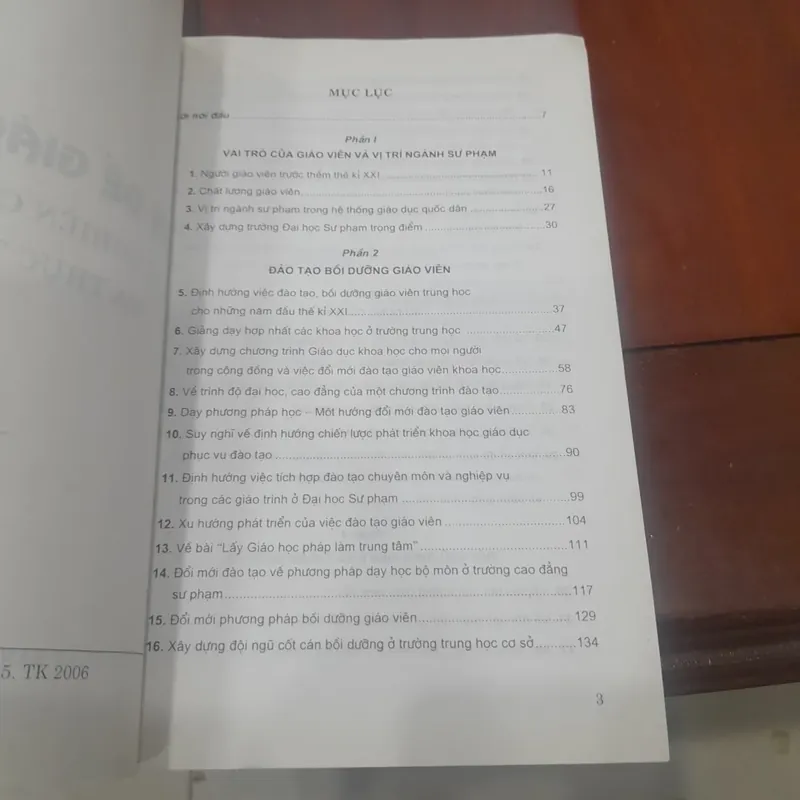 MỤC LỤC
ời nói đầu 7
Phần I
VAI TRÒ CỦA GIÁO VIÊN VÀ VỊ TRÍ NGÀNH SƯ PHẠM
1. Người giáo viên trước thềm thế kỉ XXI 11
2. Chất lượng giáo viên 16
3. Vị trí ngành sư phạm trong hệ thống giáo dục quốc dân 27
4. Xây dựng trường Đại học Sư phạm trọng điểm 30
Phần 2
ĐÀO TẠO BỒI DƯỠNG GIÁO VIÊN
5. Định hướng việc đào tạo, bồi dưỡng giáo viên trung học
cho những năm đầu thế kỉ XXI 37
6. Giảng dạy hợp nhất các khoa học ở trường trung học 47
7. Xây dựng chương trình Giáo dục khoa học cho mọi người
trong cộng đồng và việc đổi mới đào tạo giáo viên khoa học 58
8. Về trình độ đại học, cao đẳng của một chương trình đào tạo 76
9. Dạy phương pháp học – Một hướng đổi mới đào tạo giáo viên 83
10. Suy nghĩ về định hướng chiến lược phát triển khoa học giáo dục
phục vụ đào tạo 90
11. Định hướng việc tích hợp đào tạo chuyên môn và nghiệp vụ
trong các giáo trình ở Đại học Sư phạm 99
12. Xu hướng phát triển của việc đào tạo giáo viên 104
13. Về bài "Lấy Giáo học pháp làm trung tâm" 111
14. Đổi mới đào tạo về phương pháp dạy học bộ môn ở trường cao đẳng
sư phạm 117
15. Đổi mới phương pháp bồi dưỡng giáo viên 129
16. Xây dựng đội ngũ cốt cán bồi dưỡng ở trường trung học cơ sở 134
3
5. TK 2006